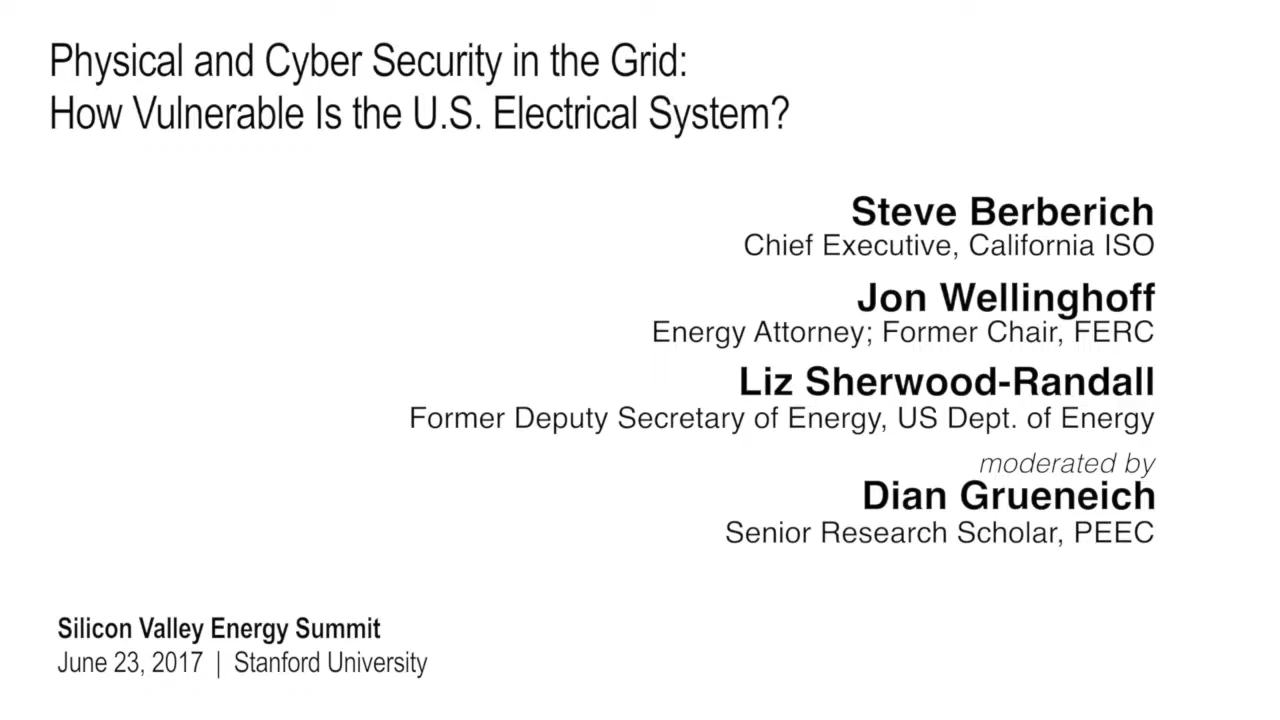 Physical and Cyber Security in the Grid:
How Vulnerable Is the U.S. Electrical System?
Steve Berberich
Chief Executive, California ISO
Jon Wellinghoff
Energy Attorney; Former Chair, FERC
Liz Sherwood-Randall
Former Deputy Secretary of Energy, US Dept. of Energy
moderated by
Dian Grueneich
Senior Research Scholar, PEEC
Silicon Valley Energy Summit
June 23, 2017 | Stanford University